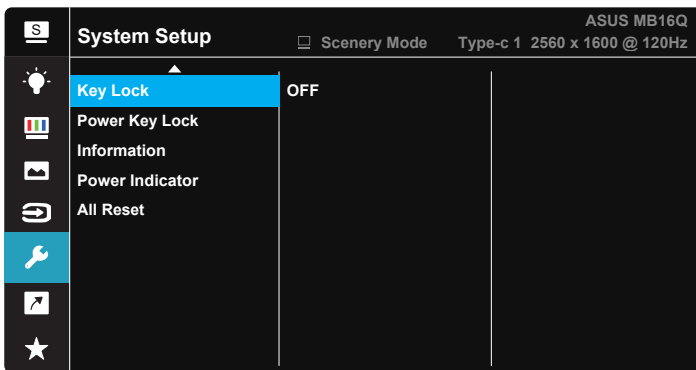 S
System Setup
ASUS MB16Q
Scenery Mode Type-c 1 2560 x 1600 @ 120Hz
Key Lock OFF
Power Key Lock
Information
Power Indicator
All Reset